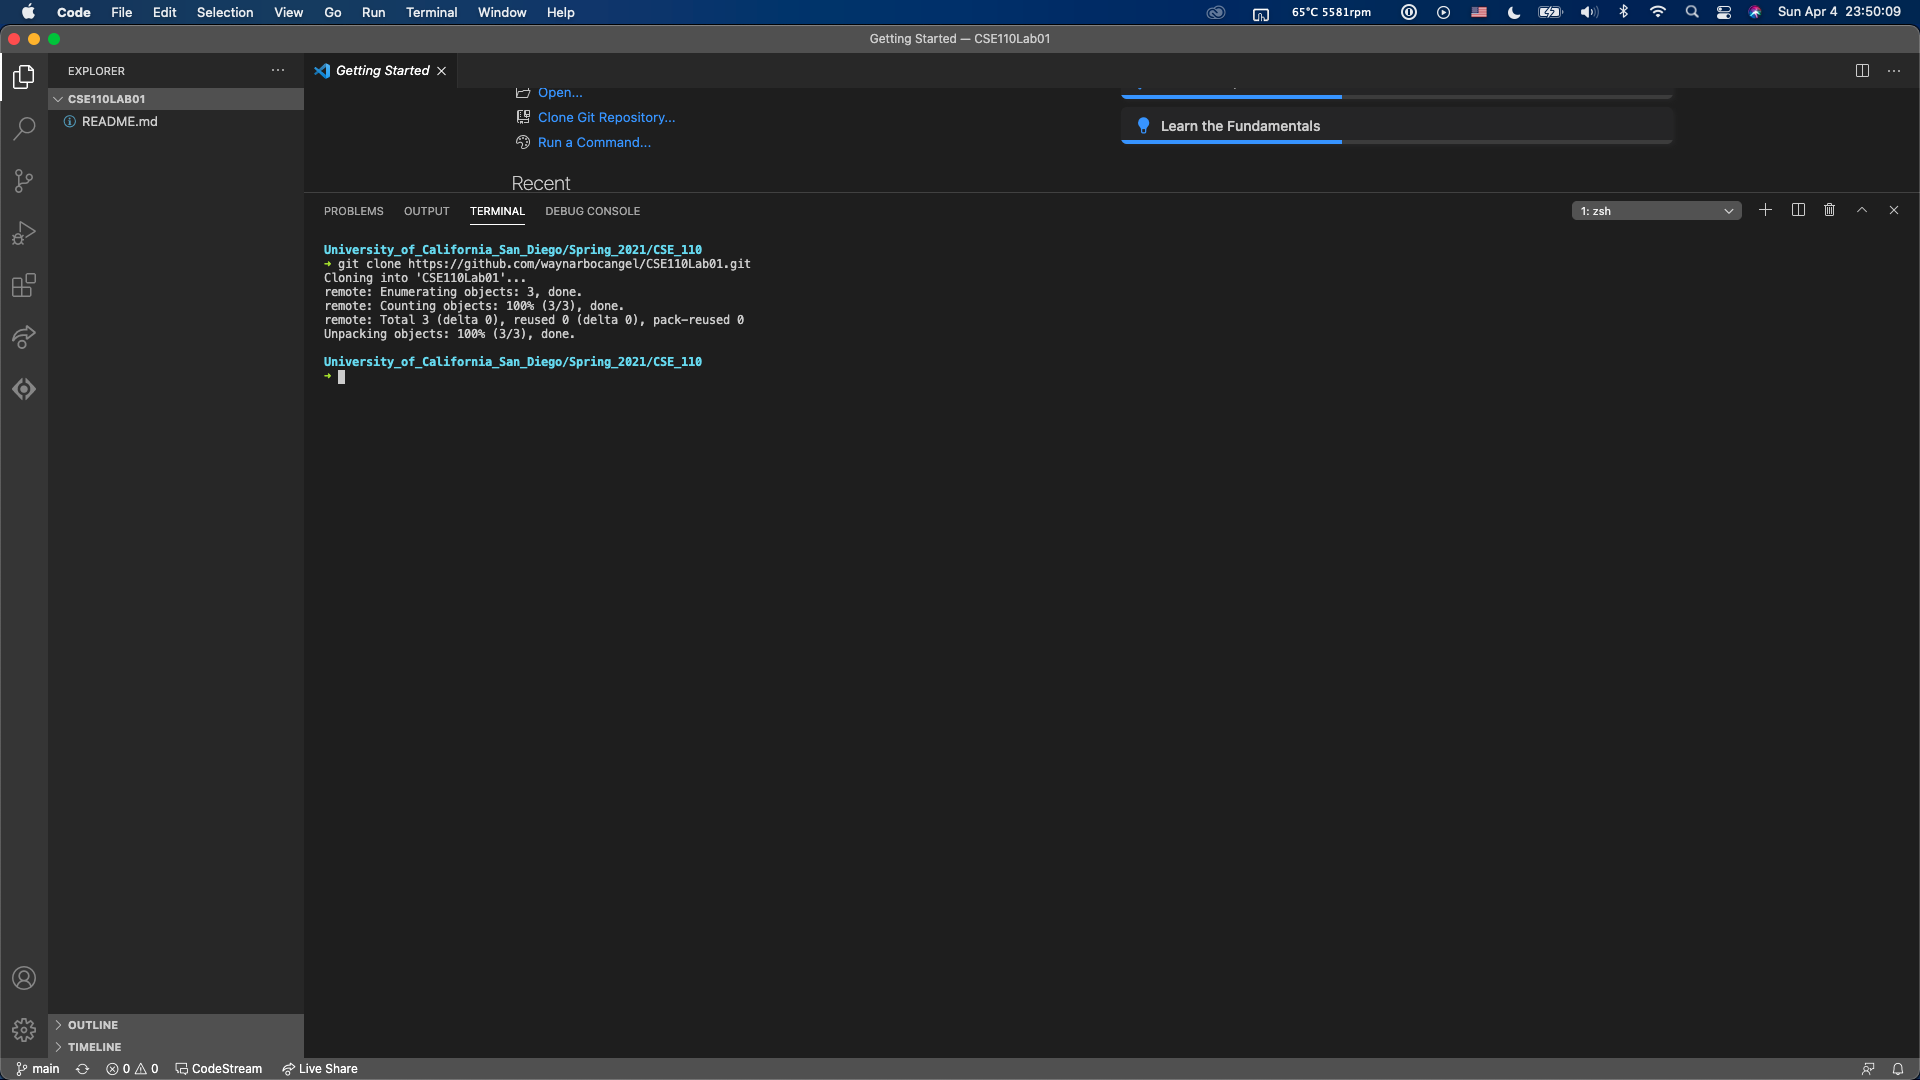 Code File Edit Selection View Go Run Terminal Window Help
65°C 5581rpm
Sun Apr 4 23:50:09
Getting Started — CSE110Lab01
EXPLORER
Getting Started
CSE110LAB01
README.md
Open...
Clone Git Repository...
Run a Command...
Recent
Learn the Fundamentals
PROBLEMS OUTPUT TERMINAL DEBUG CONSOLE
1: zsh
University_of_California_San_Diego/Spring_2021/CSE_110
→ git clone https://github.com/waynarbocangel/CSE110Lab01.git
Cloning into 'CSE110Lab01'...
remote: Enumerating objects: 3, done.
remote: Counting objects: 100% (3/3), done.
remote: Total 3 (delta 0), reused 0 (delta 0), pack-reused 0
Unpacking objects: 100% (3/3), done.
University_of_California_San_Diego/Spring_2021/CSE_110
→
OUTLINE
TIMELINE
main
0 0
CodeStream
Live Share